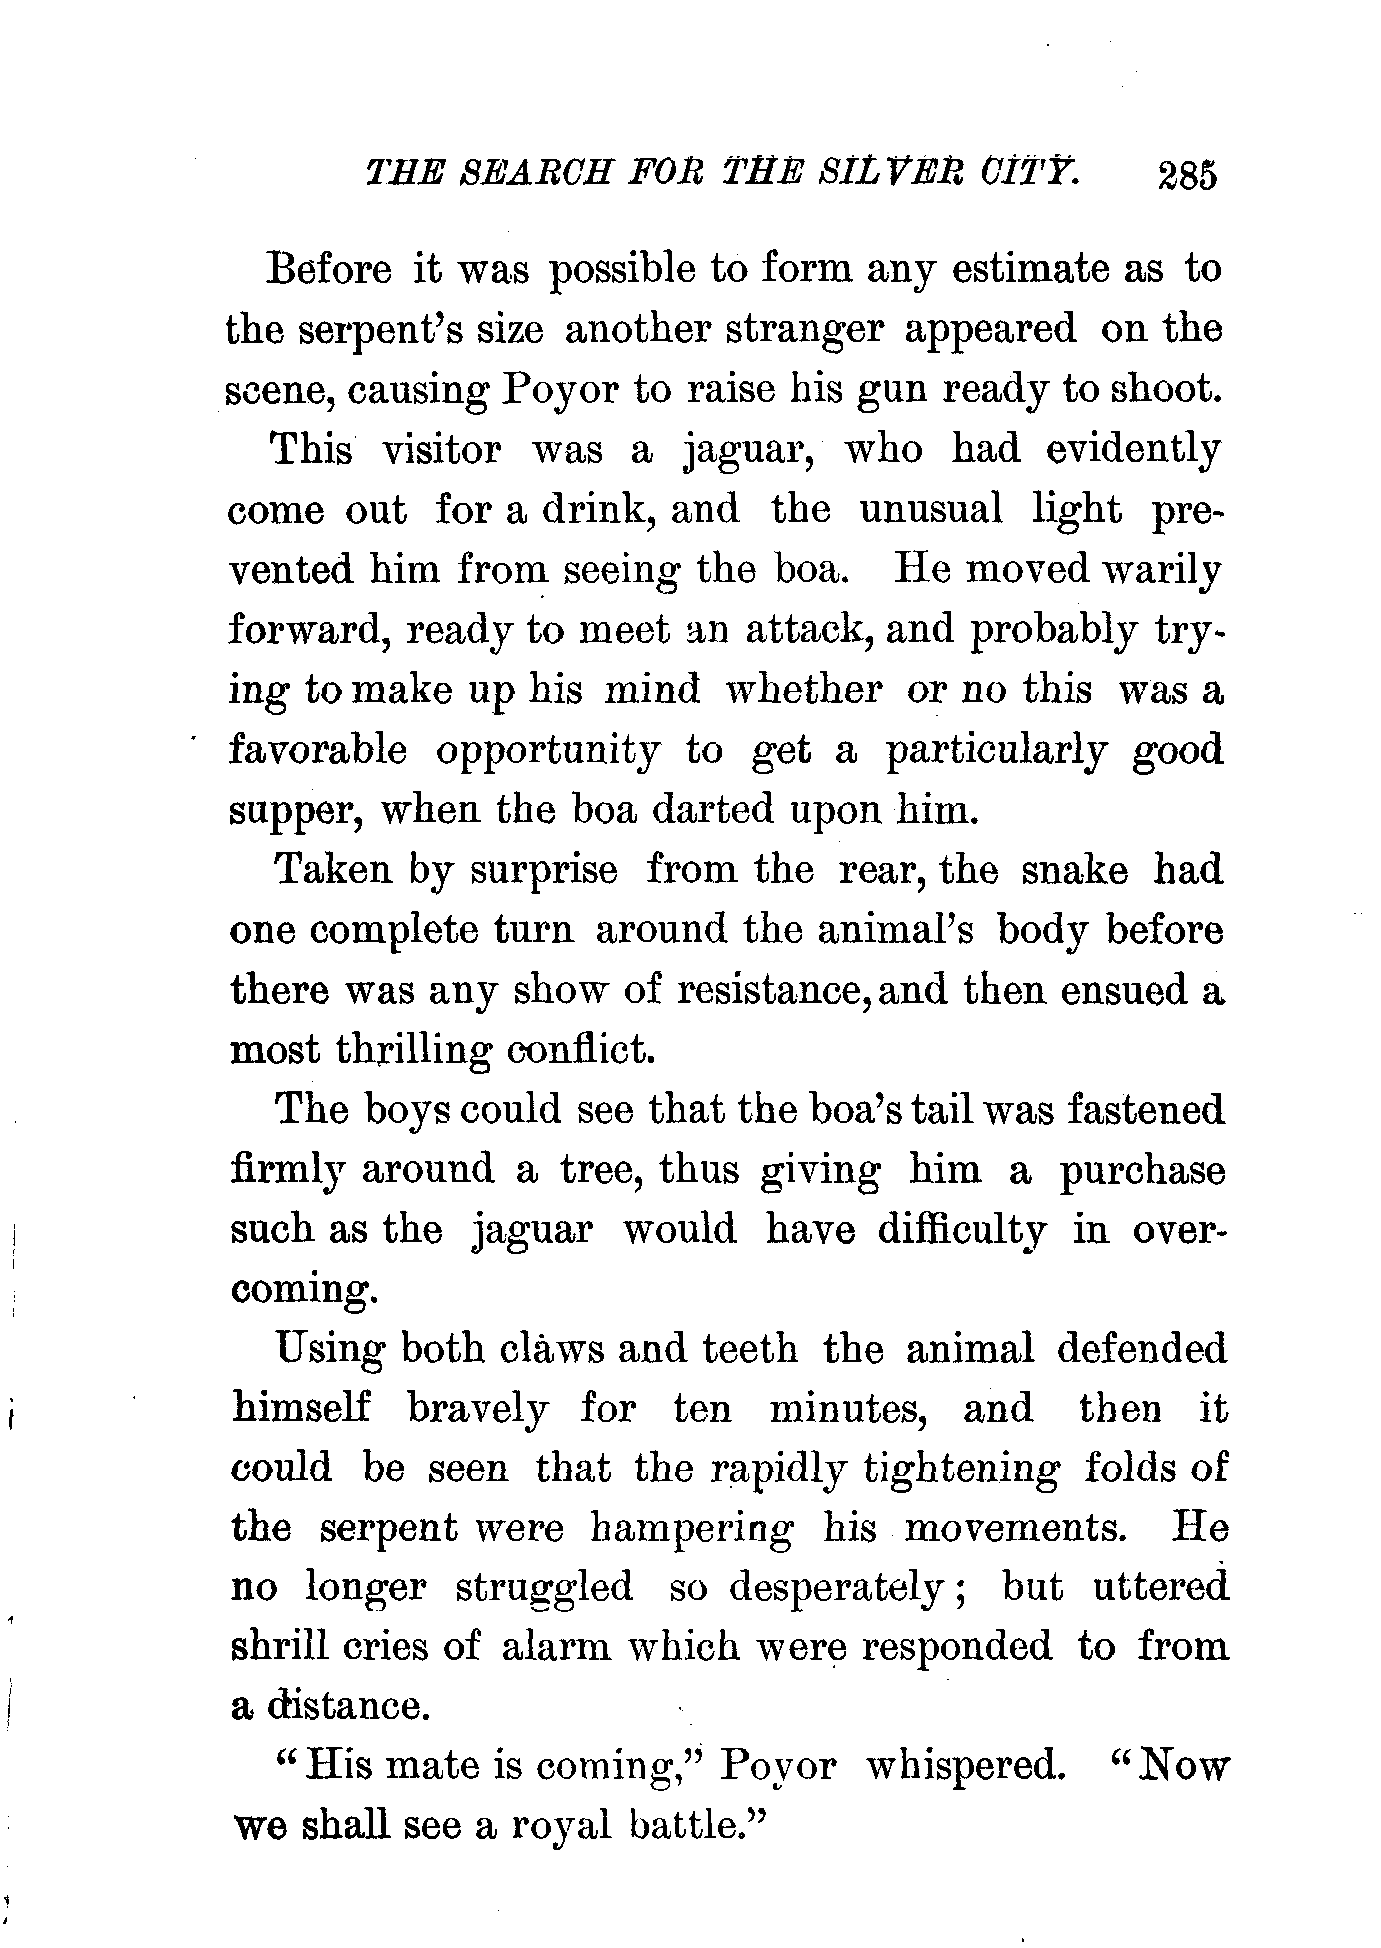 THE SEARCH FOR THE SILVER CITY. 285
Before it was possible to form any estimate as to
the serpent's size another stranger appeared on the
scene, causing Poyor to raise his gun ready to shoot.
This visitor was a jaguar, who had evidently
come out for a drink, and the unusual light pre-
vented him from seeing the boa. He moved warily
forward, ready to meet an attack, and probably try-
ing to make up his mind whether or no this was a
favorable opportunity to get a particularly good
supper, when the boa darted upon him.
Taken by surprise from the rear, the snake had
one complete turn around the animal's body before
there was any show of resistance, and then ensued a
most thrilling conflict.
The boys could see that the boa's tail was fastened
firmly around a tree, thus giving him a purchase
such as the jaguar would have difficulty in over-
coming.
Using both claws and teeth the animal defended
himself bravely for ten minutes, and then it
could be seen that the rapidly tightening folds of
the serpent were hampering his movements. He
no longer struggled so desperately; but uttered
shrill cries of alarm which were responded to from
a distance.
"His mate is coming," Poyor whispered. "Now
we shall see a royal battle."